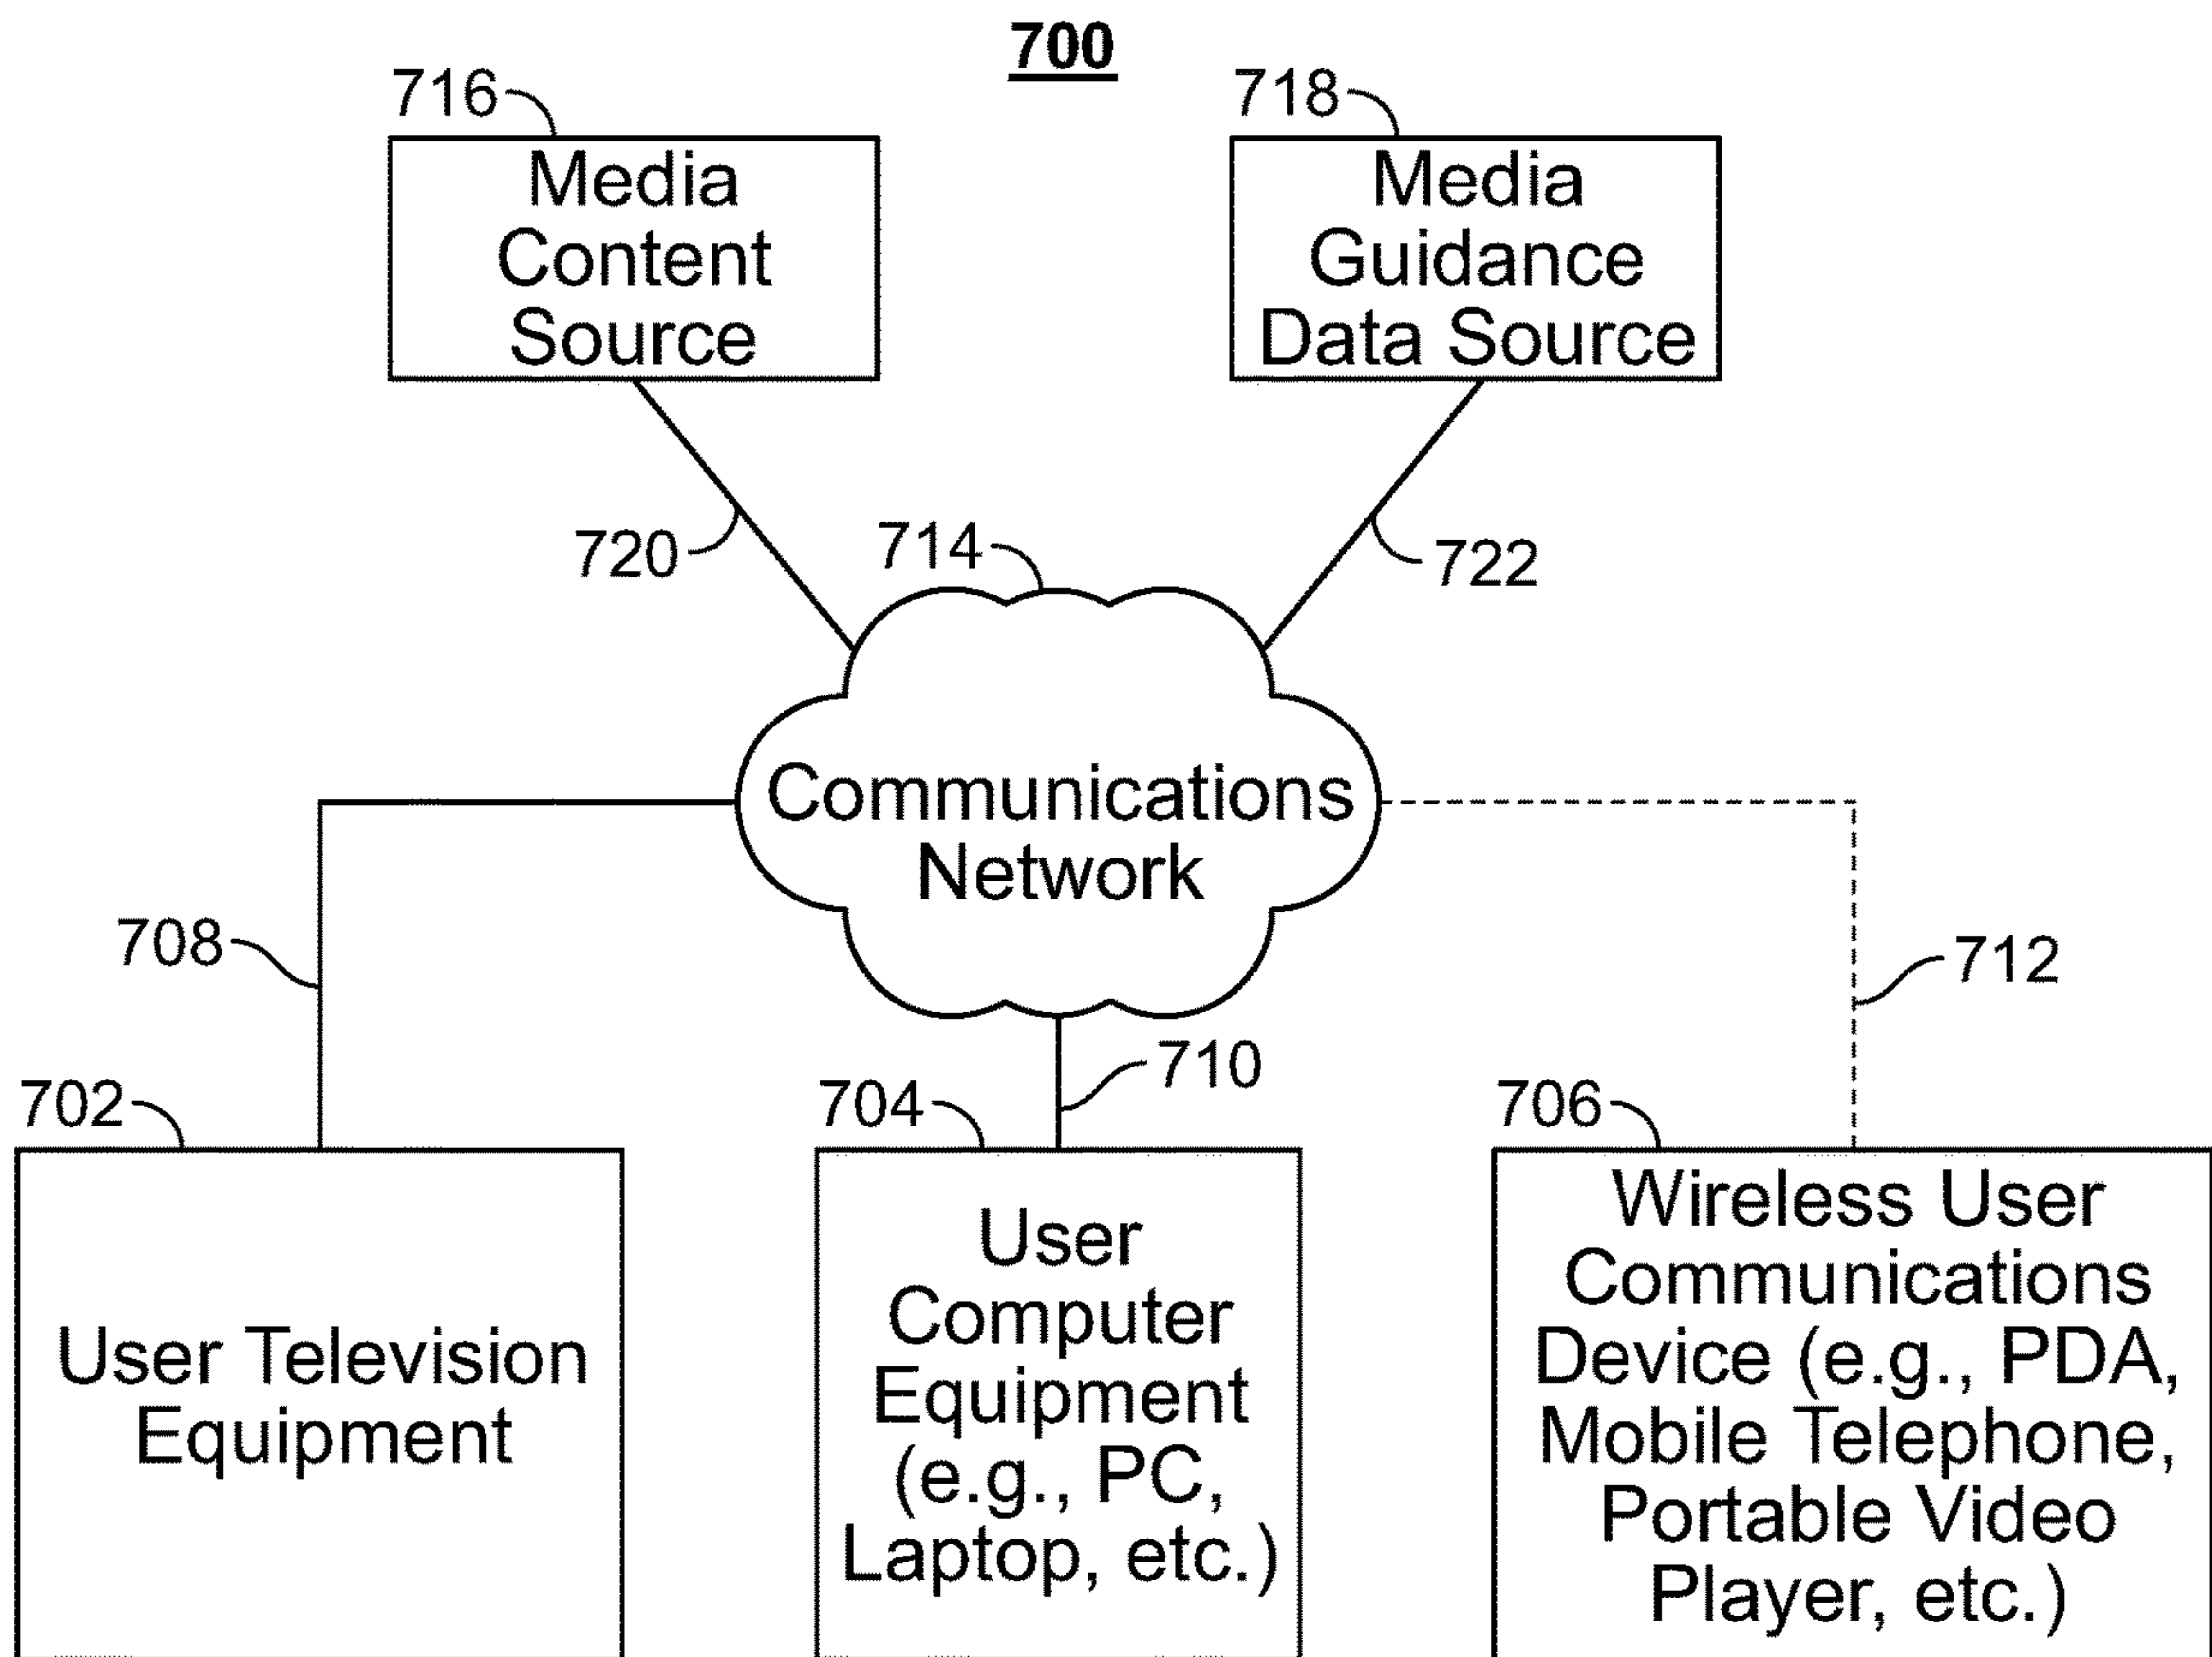 700
716
718
Media
Content
Source
Media
Guidance
Data Source
720
714
722
Communications
Network
708
712
710
702
704
706
User Television
Equipment
User
Computer
Equipment
(e.g., PC,
Laptop, etc.)
Wireless User
Communications
Device (e.g., PDA,
Mobile Telephone,
Portable Video
Player, etc.)